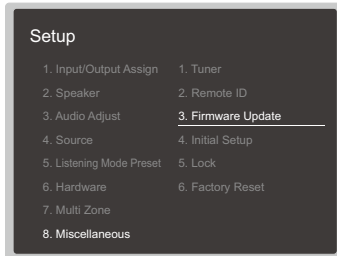 Setup
1. Input/Output Assign
2. Speaker
3. Audio Adjust
4. Source
5. Listening Mode Preset
6. Hardware
7. Multi Zone
8. Miscellaneous
1. Tuner
2. Remote ID
3. Firmware Update
4. Initial Setup
5. Lock
6. Factory Reset